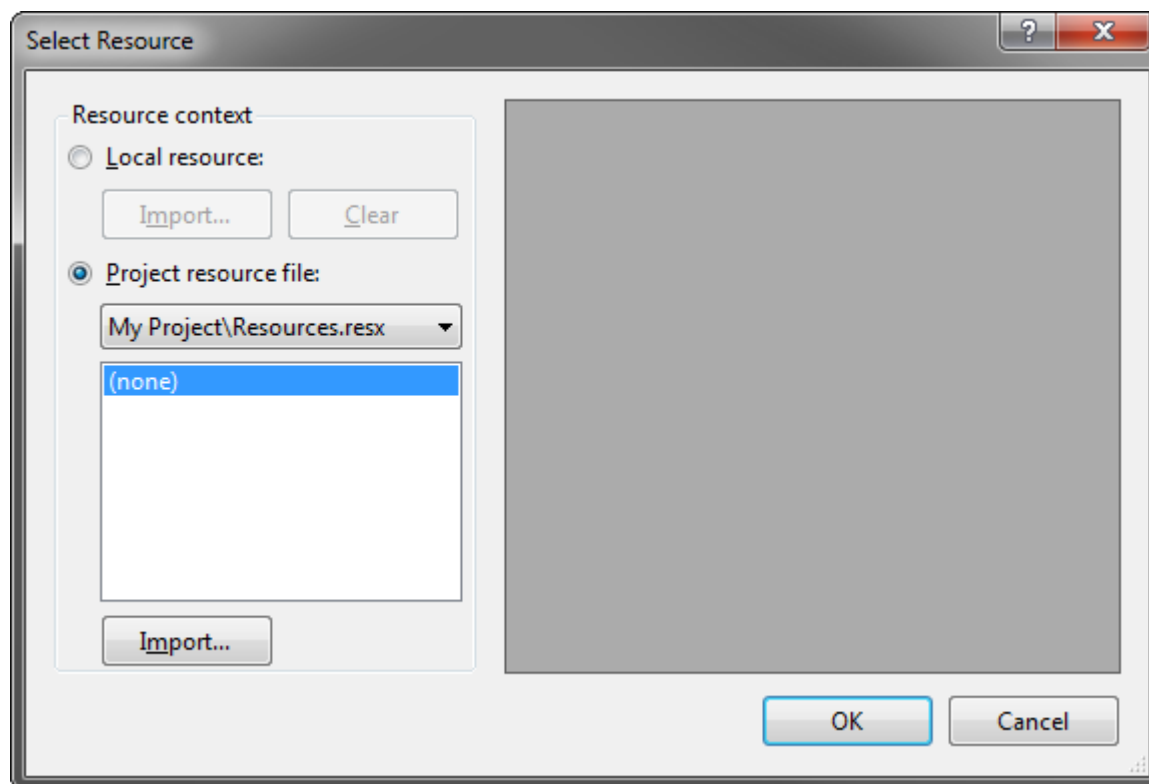 Select Resource
?
Resource context
Local resource:
Import...
Clear
Project resource file:
My Project\Resources.resx
(none)
Import...
OK
Cancel